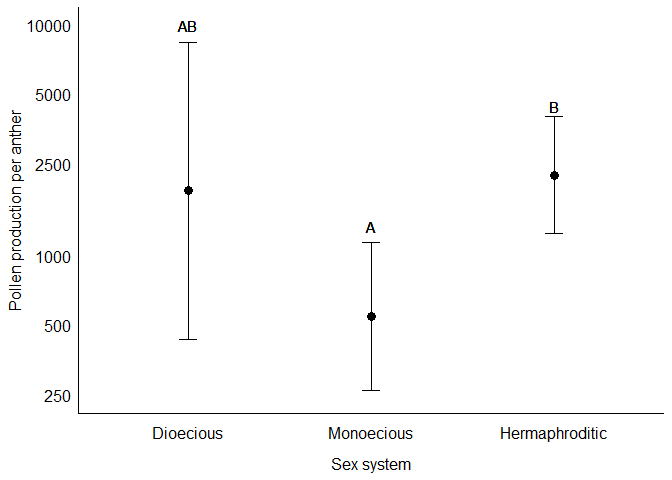 10000
5000
2500
1000
500
250
Pollen production per anther
AB
A
B
Dioecious
Monoecious
Hermaphroditic
Sex system